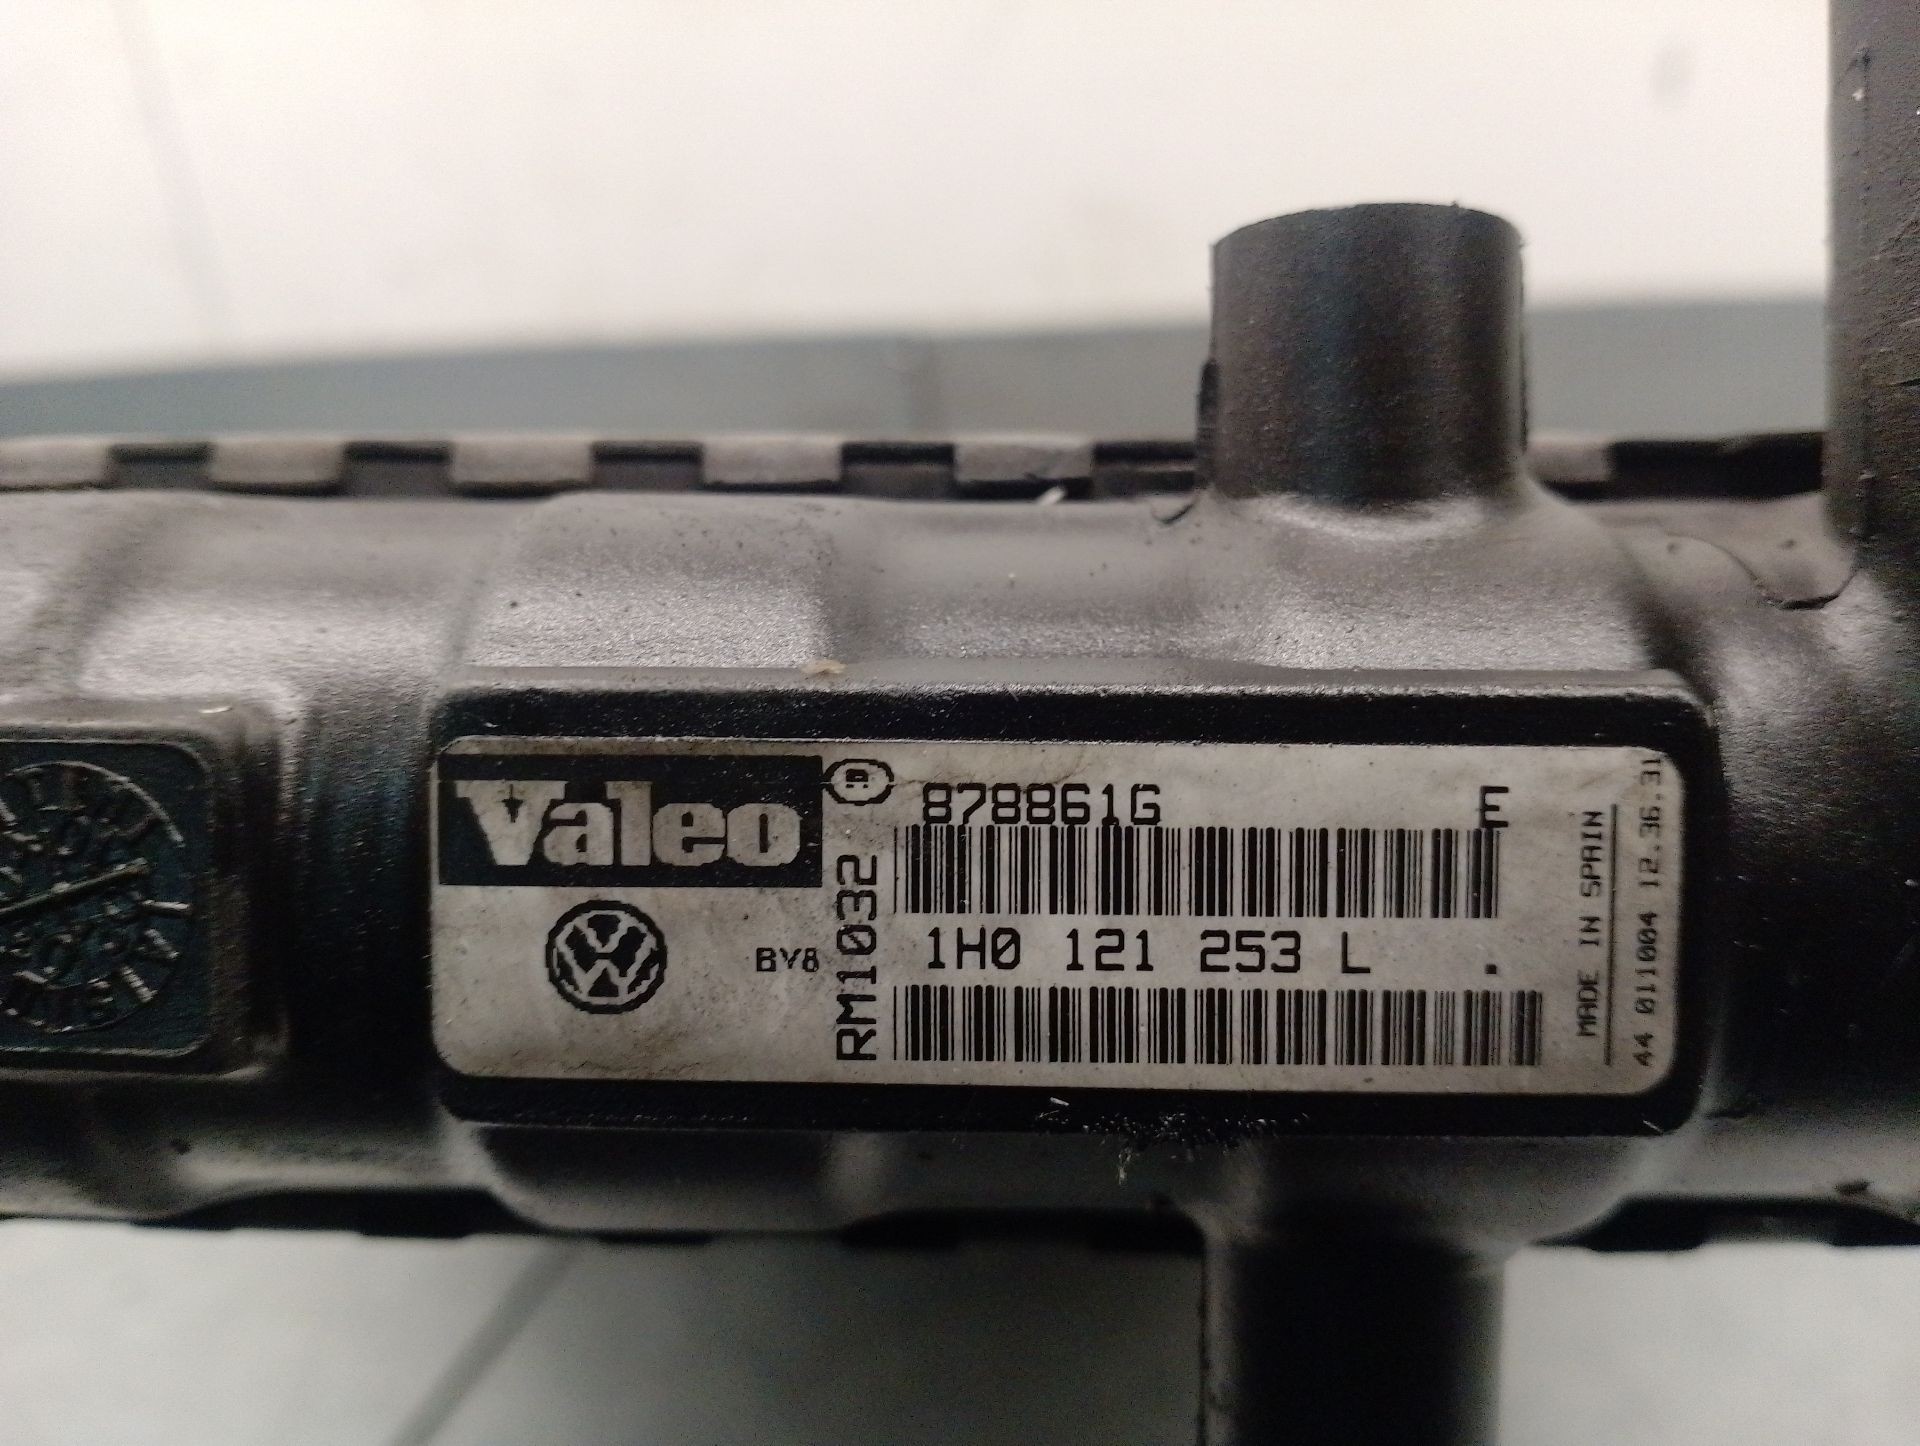 Valeo
878861G E
RM1032
BV8
1H0 121 253 L .
MADE IN SPAIN
44 011004 12.36.31